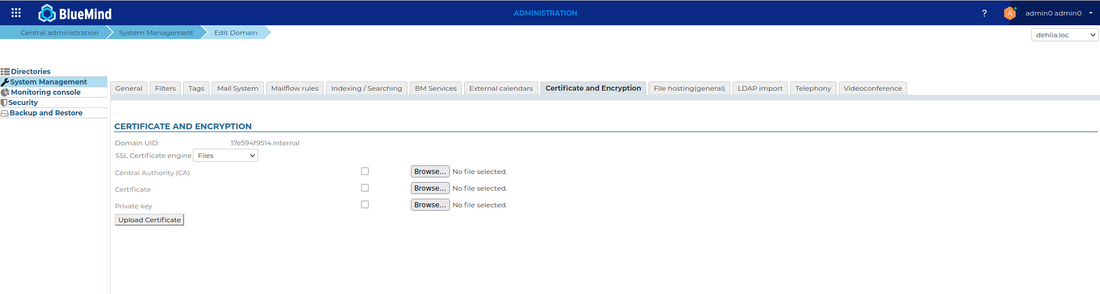 BlueMind
ADMINISTRATION
? admin0 admin0
Central administration System Management Edit Domain
dehlia.loc
Directories
System Management
Monitoring console
Security
Backup and Restore
General Filters Tags Mail System Mailflow rules Indexing / Searching BM Services External calendars Certificate and Encryption File hosting(general) LDAP import Telephony Videoconference
CERTIFICATE AND ENCRYPTION
Domain UID: 17e594f9514.internal
SSL Certificate engine Files
Central Authority (CA) Browse... No file selected.
Certificate Browse... No file selected.
Private key Browse... No file selected.
Upload Certificate